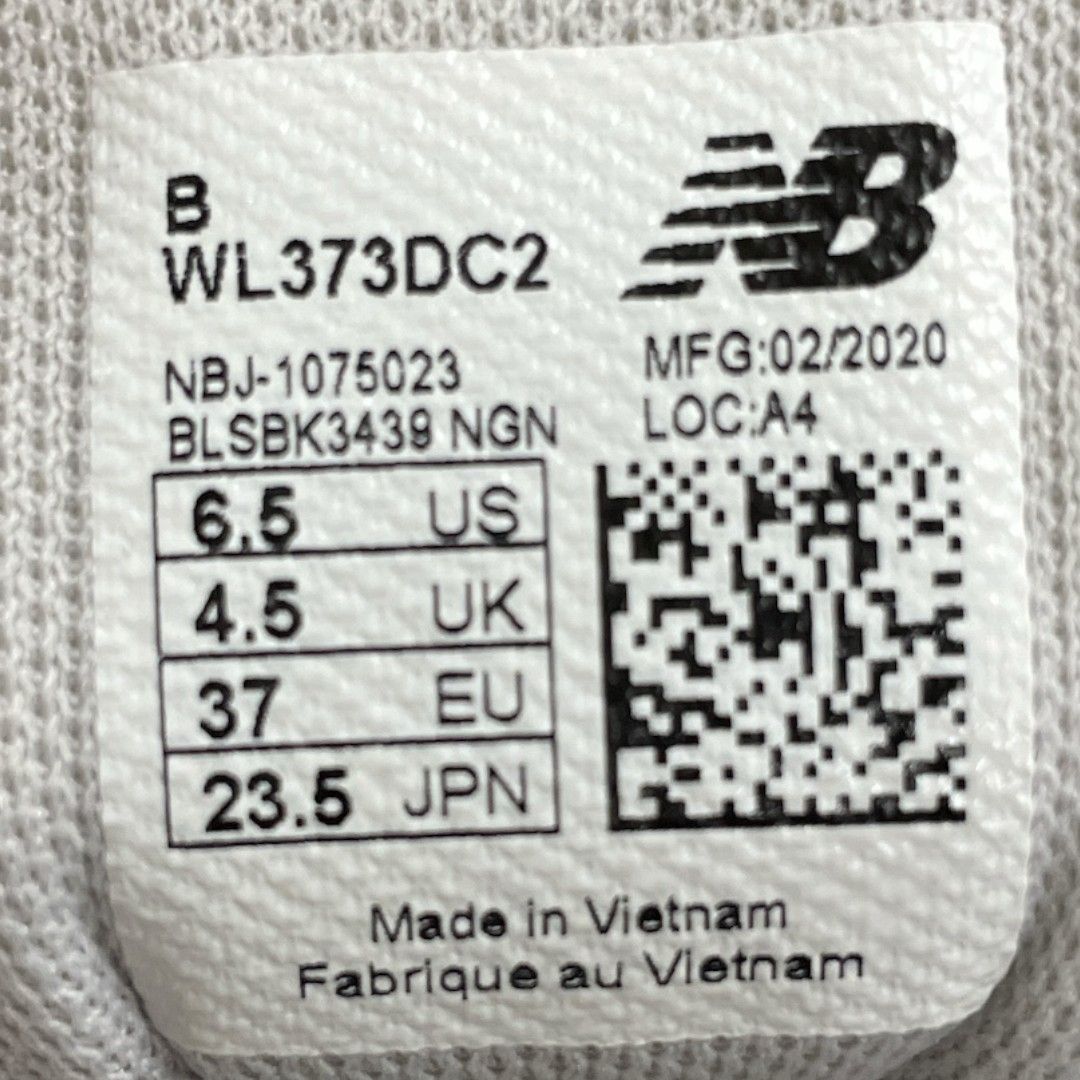 B
WL373DC2
NB
NBJ-1075023
BLSBK3439 NGN
MFG:02/2020
LOC:A4
6.5 US
4.5 UK
37 EU
23.5 JPN
Made in Vietnam
Fabrique au Vietnam